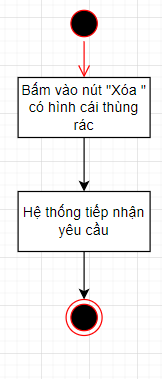 Bấm vào nút "Xóa "
có hình cái thùng
rác
Hệ thống tiếp nhận
yêu cầu